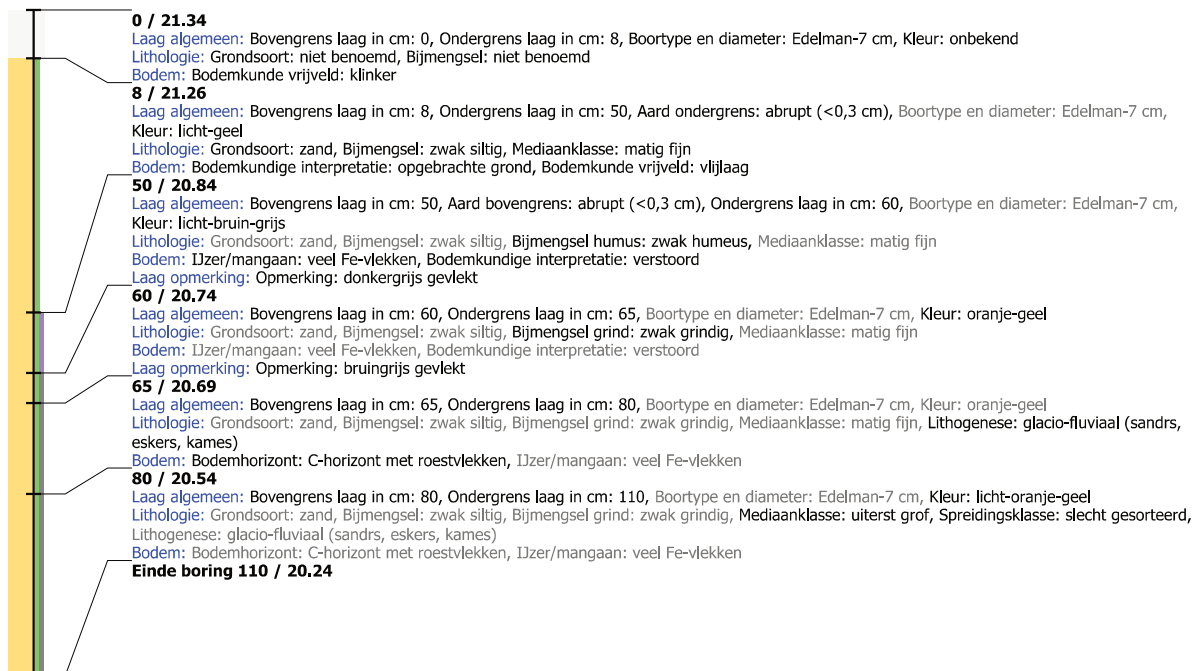 0 / 21.34
Laag algemeen: Bovengrens laag in cm: 0, Ondergrens laag in cm: 8, Boortype en diameter: Edelman-7 cm, Kleur: onbekend
Lithologie: Grondsoort: niet benoemd, Bijmengsel: niet benoemd
Bodem: Bodemkunde vrijveld: klinker
8 / 21.26
Laag algemeen: Bovengrens laag in cm: 8, Ondergrens laag in cm: 50, Aard ondergrens: abrupt (<0,3 cm), Boortype en diameter: Edelman-7 cm,
Kleur: licht-geel
Lithologie: Grondsoort: zand, Bijmengsel: zwak siltig, Mediaanklasse: matig fijn
Bodem: Bodemkundige interpretatie: opgebrachte grond, Bodemkunde vrijveld: vlijlaag
50 / 20.84
Laag algemeen: Bovengrens laag in cm: 50, Aard bovengrens: abrupt (<0,3 cm), Ondergrens laag in cm: 60, Boortype en diameter: Edelman-7 cm,
Kleur: licht-bruin-grijs
Lithologie: Grondsoort: zand, Bijmengsel: zwak siltig, Bijmengsel humus: zwak humeus, Mediaanklasse: matig fijn
Bodem: IJzer/mangaan: veel Fe-vlekken, Bodemkundige interpretatie: verstoord
Laag opmerking: Opmerking: donkergrijs gevlekt
60 / 20.74
Laag algemeen: Bovengrens laag in cm: 60, Ondergrens laag in cm: 65, Boortype en diameter: Edelman-7 cm, Kleur: oranje-geel
Lithologie: Grondsoort: zand, Bijmengsel: zwak siltig, Bijmengsel grind: zwak grindig, Mediaanklasse: matig fijn
Bodem: IJzer/mangaan: veel Fe-vlekken, Bodemkundige interpretatie: verstoord
Laag opmerking: Opmerking: bruingrijs gevlekt
65 / 20.69
Laag algemeen: Bovengrens laag in cm: 65, Ondergrens laag in cm: 80, Boortype en diameter: Edelman-7 cm, Kleur: oranje-geel
Lithologie: Grondsoort: zand, Bijmengsel: zwak siltig, Bijmengsel grind: zwak grindig, Mediaanklasse: matig fijn, Lithogenese: glacio-fluviaal (sandrs,
eskers, kames)
Bodem: Bodemhorizont: C-horizont met roestvlekken, IJzer/mangaan: veel Fe-vlekken
80 / 20.54
Laag algemeen: Bovengrens laag in cm: 80, Ondergrens laag in cm: 110, Boortype en diameter: Edelman-7 cm, Kleur: licht-oranje-geel
Lithologie: Grondsoort: zand, Bijmengsel: zwak siltig, Bijmengsel grind: zwak grindig, Mediaanklasse: uiterst grof, Spreidingsklasse: slecht gesorteerd,
Lithogenese: glacio-fluviaal (sandrs, eskers, kames)
Bodem: Bodemhorizont: C-horizont met roestvlekken, IJzer/mangaan: veel Fe-vlekken
Einde boring 110 / 20.24